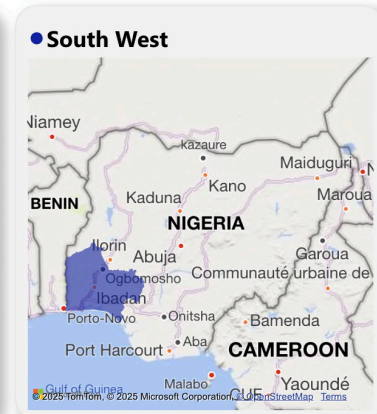 South West
Niamey
kazaure
Maiduguri
Kano
Maroua
Kaduna
BENIN
NIGERIA
Ilorin
Abuja
Garoua
Ogbomosho
Communauté urbaine de
Ibadan
Porto-Novo
Onitsha
Bamenda
Port Harcourt
Aba
CAMEROON
Malabo
Yaoundé
Gulf of Guinea
© 2025 TomTom, © 2025 Microsoft Corporation, © OpenStreetMap Terms